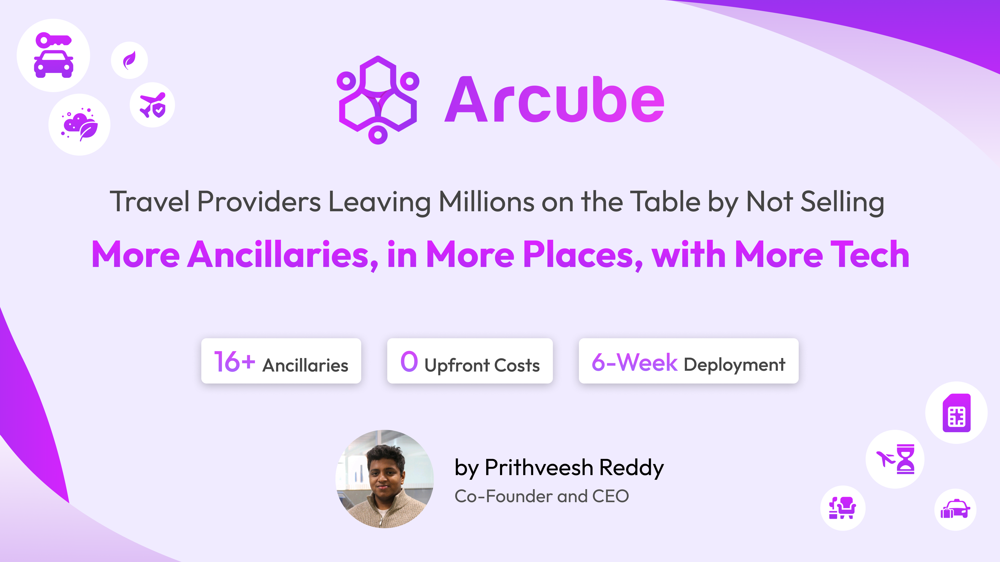 Arcube
Travel Providers Leaving Millions on the Table by Not Selling
More Ancillaries, in More Places, with More Tech
16+ Ancillaries
0 Upfront Costs
6-Week Deployment
by Prithveesh Reddy
Co-Founder and CEO